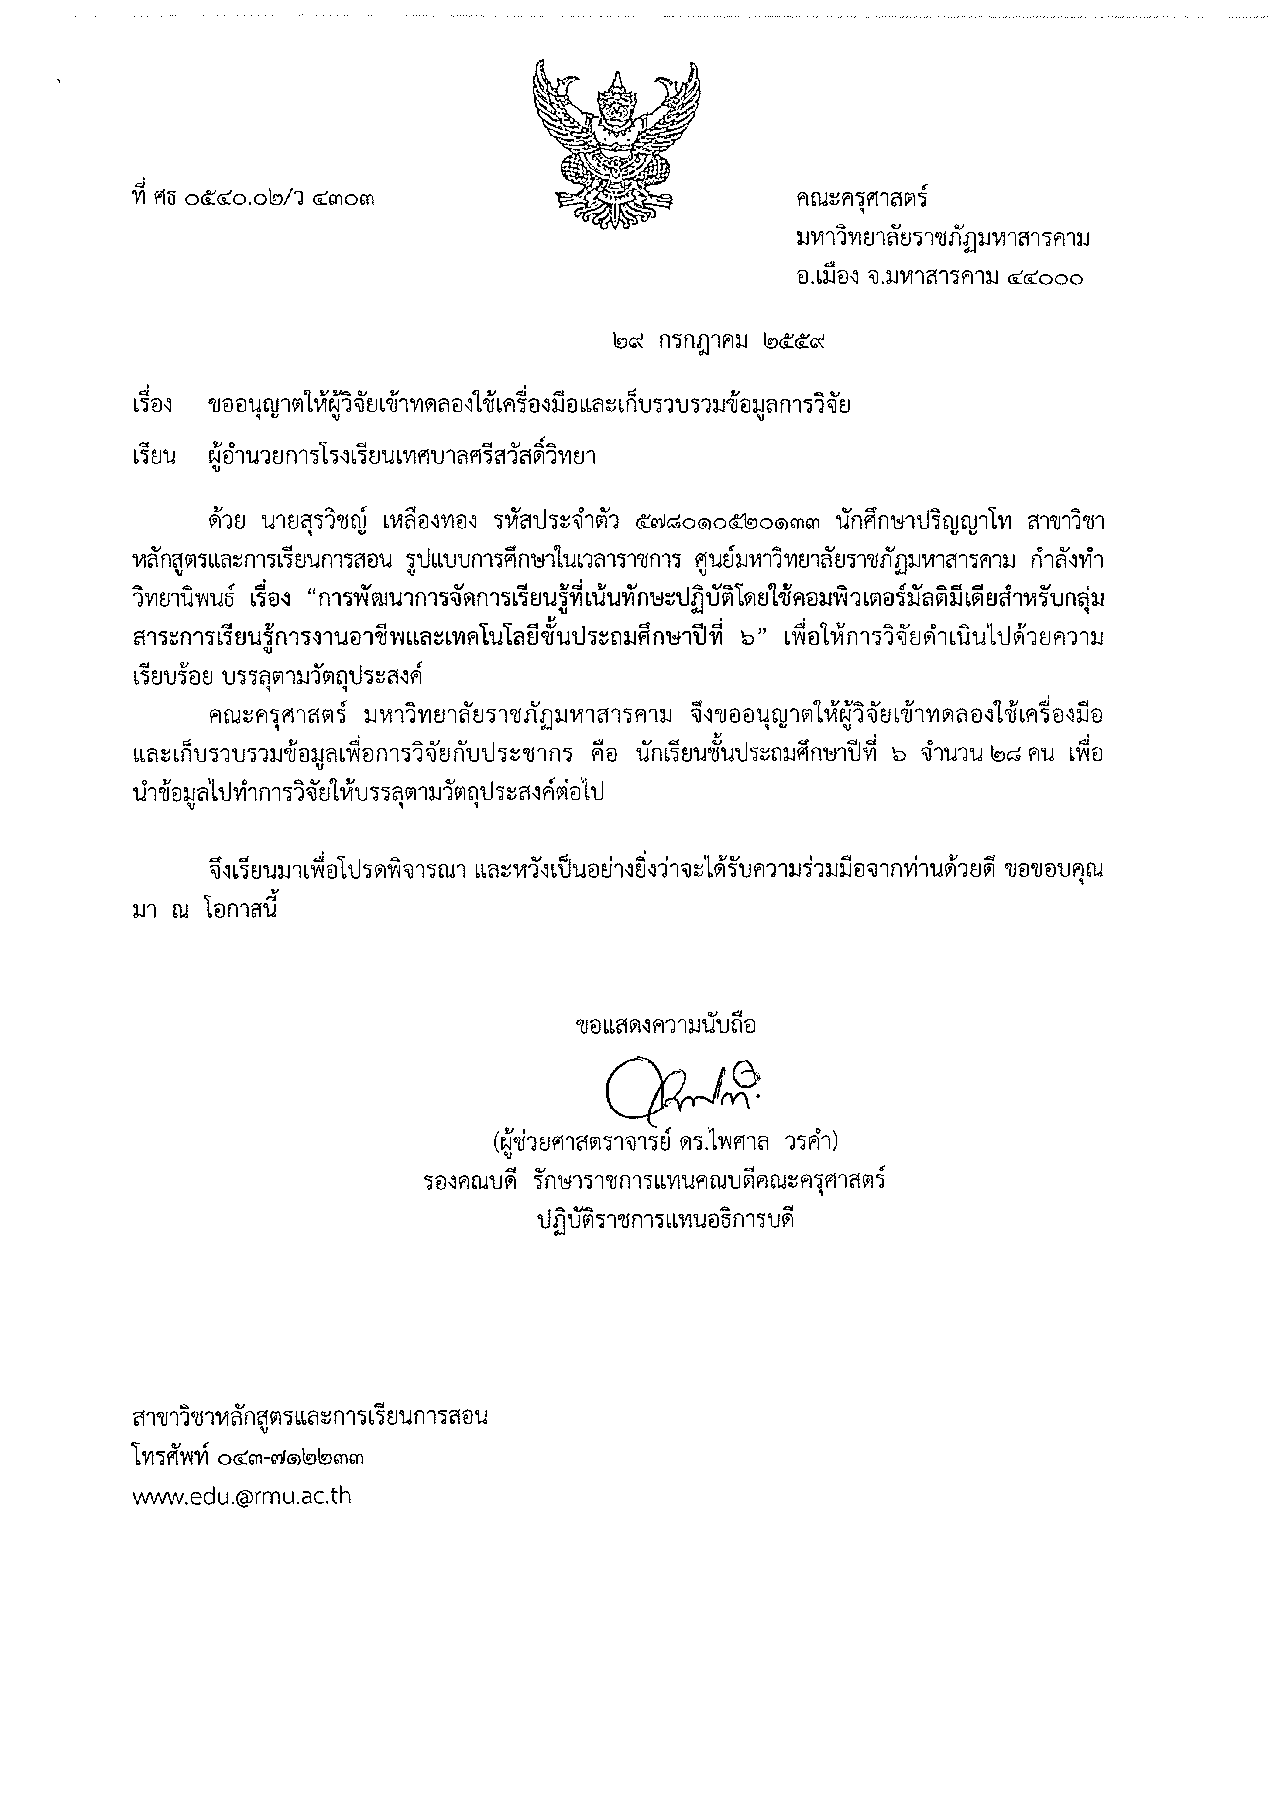 ที่ ศธ ๐๕๔๐.๐๒/ว ๔๓๐๓
คณะครุศาสตร์
มหาวิทยาลัยราชภัฏมหาสารคาม
อ.เมือง จ.มหาสารคาม ๔๔๐๐๐
๒๙ กรกฎาคม ๒๕๕๙
เรื่อง ขออนุญาตให้ผู้วิจัยเข้าทดลองใช้เครื่องมือและเก็บรวบรวมข้อมูลการวิจัย
เรียน ผู้อำนวยการโรงเรียนเทศบาลศรีสวัสดิ์วิทยา
ด้วย นายสุรวิชญ์ เหลืองทอง รหัสประจำตัว ๕๗๘๐๑๐๕๒๐๑๓๓ นักศึกษาปริญญาโท สาขาวิชา
หลักสูตรและการเรียนการสอน รูปแบบการศึกษาในเวลาราชการ ศูนย์มหาวิทยาลัยราชภัฏมหาสารคาม กำลังทำ
วิทยานิพนธ์ เรื่อง “การพัฒนาการจัดการเรียนรู้ที่เน้นทักษะปฏิบัติโดยใช้คอมพิวเตอร์มัลติมีเดียสำหรับกลุ่ม
สาระการเรียนรู้การงานอาชีพและเทคโนโลยีชั้นประถมศึกษาปีที่ ๖” เพื่อให้การวิจัยดำเนินไปด้วยความ
เรียบร้อย บรรลุตามวัตถุประสงค์
คณะครุศาสตร์ มหาวิทยาลัยราชภัฏมหาสารคาม จึงขออนุญาตให้ผู้วิจัยเข้าทดลองใช้เครื่องมือ
และเก็บราบรวมข้อมูลเพื่อการวิจัยกับประชากร คือ นักเรียนชั้นประถมศึกษาปีที่ ๖ จำนวน ๒๘ คน เพื่อ
นำข้อมูลไปทำการวิจัยให้บรรลุตามวัตถุประสงค์ต่อไป
จึงเรียนมาเพื่อโปรดพิจารณา และหวังเป็นอย่างยิ่งว่าจะได้รับความร่วมมือจากท่านด้วยดี ขอขอบคุณ
มา ณ โอกาสนี้
ขอแสดงความนับถือ
(ผู้ช่วยศาสตราจารย์ ดร.ไพศาล วรคำ)
รองคณบดี รักษาราชการแทนคณบดีคณะครุศาสตร์
ปฏิบัติราชการแทนอธิการบดี
สาขาวิชาหลักสูตรและการเรียนการสอน
โทรศัพท์ ๐๔๓-๗๑๒๒๓๓
www.edu.@rmu.ac.th